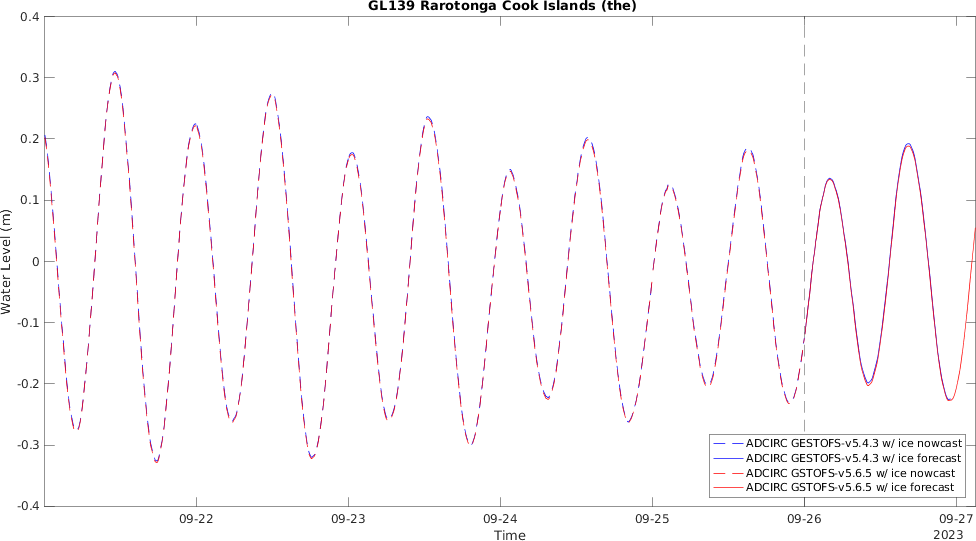 GL139 Rarotonga Cook Islands (the)
0.4
0.3
0.2
0.1
0
-0.1
-0.2
-0.3
-0.4
Water Level (m)
ADCIRC GESTOFS-v5.4.3 w/ ice nowcast
ADCIRC GESTOFS-v5.4.3 w/ ice forecast
ADCIRC GSTOFS-v5.6.5 w/ ice nowcast
ADCIRC GSTOFS-v5.6.5 w/ ice forecast
09-22 09-23 09-24 09-25 09-26 09-27
Time 2023